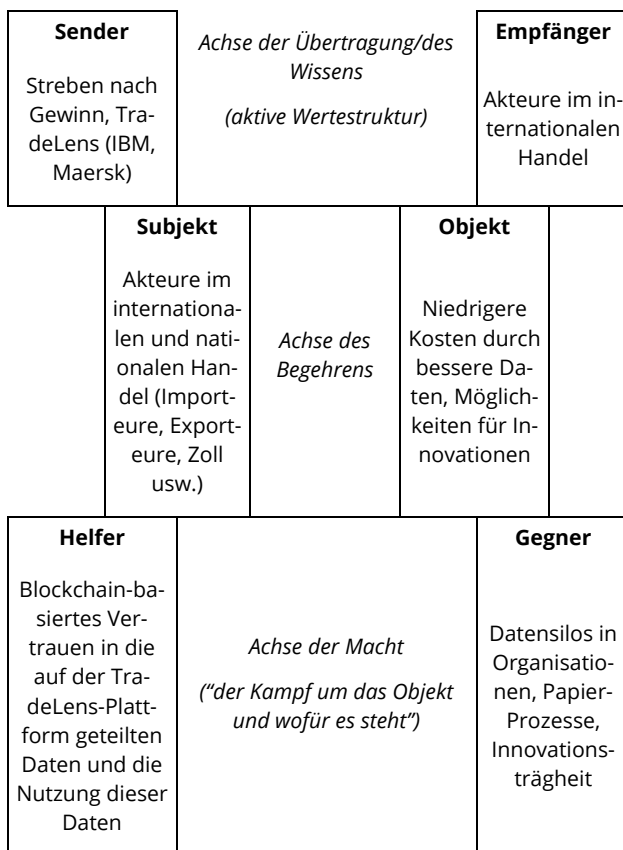 Sender
Streben nach
Gewinn, Tra-
deLens (IBM,
Maersk)
Achse der Übertragung/des
Wissens
(aktive Wertestruktur)
Empfänger
Akteure im in-
ternationalen
Handel
Subjekt
Akteure im
internationa-
len und nati-
onalen Han-
del (Import-
eure, Export-
eure, Zoll
usw.)
Achse des
Begehrens
Objekt
Niedrigere
Kosten durch
bessere Da-
ten, Möglich-
keiten für In-
novationen
Helfer
Blockchain-ba-
siertes Ver-
trauen in die
auf der Tra-
deLens-Platt-
form geteilten
Daten und die
Nutzung dieser
Daten
Achse der Macht
(“der Kampf um das Objekt
und wofür es steht”)
Gegner
Datensilos in
Organisatio-
nen, Papier-
Prozesse,
Innovations-
trägheit